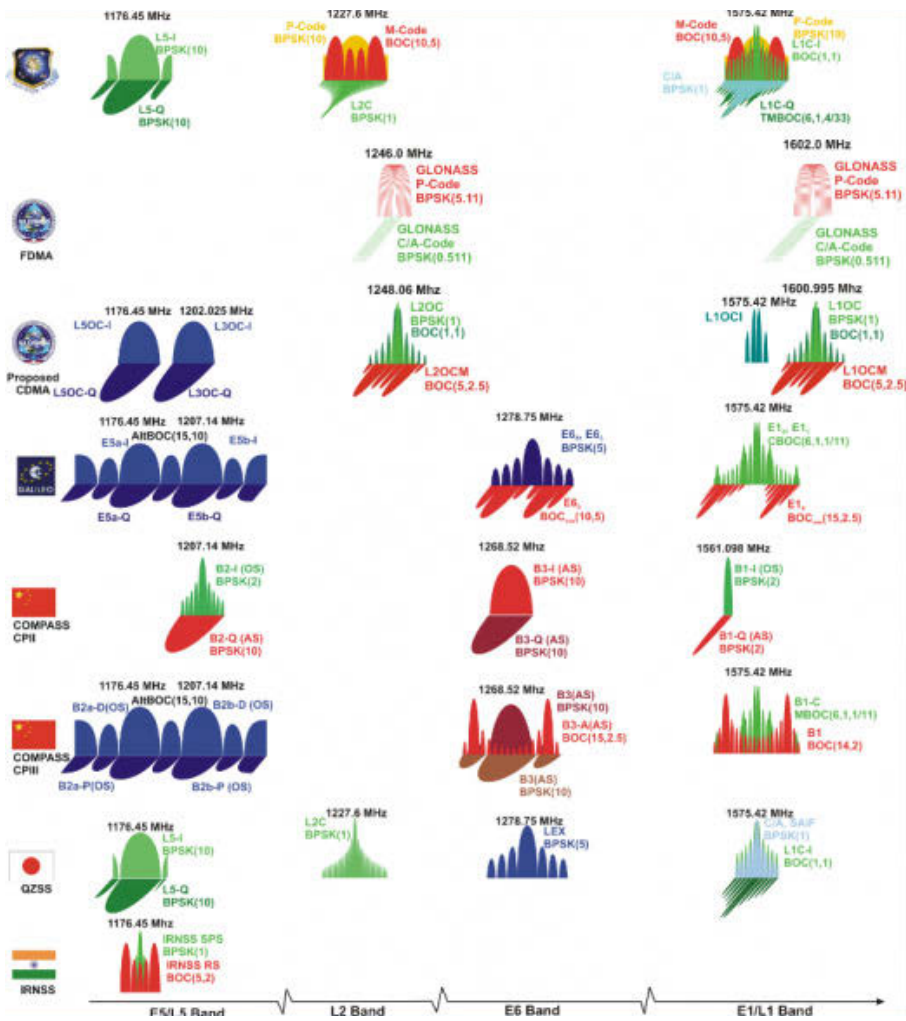 1176.45 MHz
1227.6 MHz
1575.42 MHz
L5-I
BPSK(10)
L5-Q
BPSK(10)
P-Code
BPSK(10)
M-Code
BOC(10,5)
L2C
BPSK(1)
M-Code
BOC(10,5)
P-Code
BPSK(10)
L1C-I
BOC(1,1)
C/A
BPSK(1)
L1C-Q
TMBOC(6,1,4/33)
1246.0 MHz
1602.0 MHz
GLONASS
P-Code
BPSK(5.11)
GLONASS
C/A-Code
BPSK(0.511)
GLONASS
P-Code
BPSK(5.11)
GLONASS
C/A-Code
BPSK(0.511)
FDMA
1176.45 MHz
1202.025 MHz
1248.06 Mhz
1575.42 MHz
1600.995 Mhz
L5OC-I
L3OC-I
L5OC-Q
L3OC-Q
L2OC
BPSK(1)
BOC(1,1)
L2OCM
BOC(5,2.5)
L1OCI
L1OC
BPSK(1)
BOC(1,1)
L1OCM
BOC(5,2.5)
Proposed
CDMA
1176.45 MHz
1207.14 MHz
AltBOC(15,10)
E5a-I
E5b-I
E5a-Q
E5b-Q
1278.75 MHz
BPSK(5)
1575.42 MHz
CBOC(6,1,1/11)
GALILEO
1207.14 MHz
B2-I (OS)
BPSK(2)
B2-Q (AS)
BPSK(10)
1268.52 Mhz
B3-I (AS)
BPSK(10)
B3-Q (AS)
BPSK(10)
1561.098 MHz
B1-I (OS)
BPSK(2)
B1-Q (AS)
BPSK(2)
COMPASS
CPII
1176.45 MHz
1207.14 MHz
AltBOC(15,10)
B2a-D(OS)
B2b-D (OS)
B2a-P(OS)
B2b-P (OS)
1268.52 MHz
B3(AS)
BPSK(10)
B3-A(AS)
BOC(15,2.5)
B3(AS)
BPSK(10)
1575.42 MHz
B1-C
MBOC(6,1,1/11)
B1
BOC(14,2)
COMPASS
CPIII
1176.45 MHz
L5-I
BPSK(10)
L5-Q
BPSK(10)
1227.6 MHz
L2C
BPSK(1)
1278.75 MHz
LEX
BPSK(5)
1575.42 MHz
C/A, SAIF
BPSK(1)
L1C-I
BOC(1,1)
QZSS
1176.45 Mhz
IRNSS SPS
BPSK(1)
IRNSS RS
BOC(5,2)
IRNSS
E5/L5 Band
L2 Band
E6 Band
E1/L1 Band